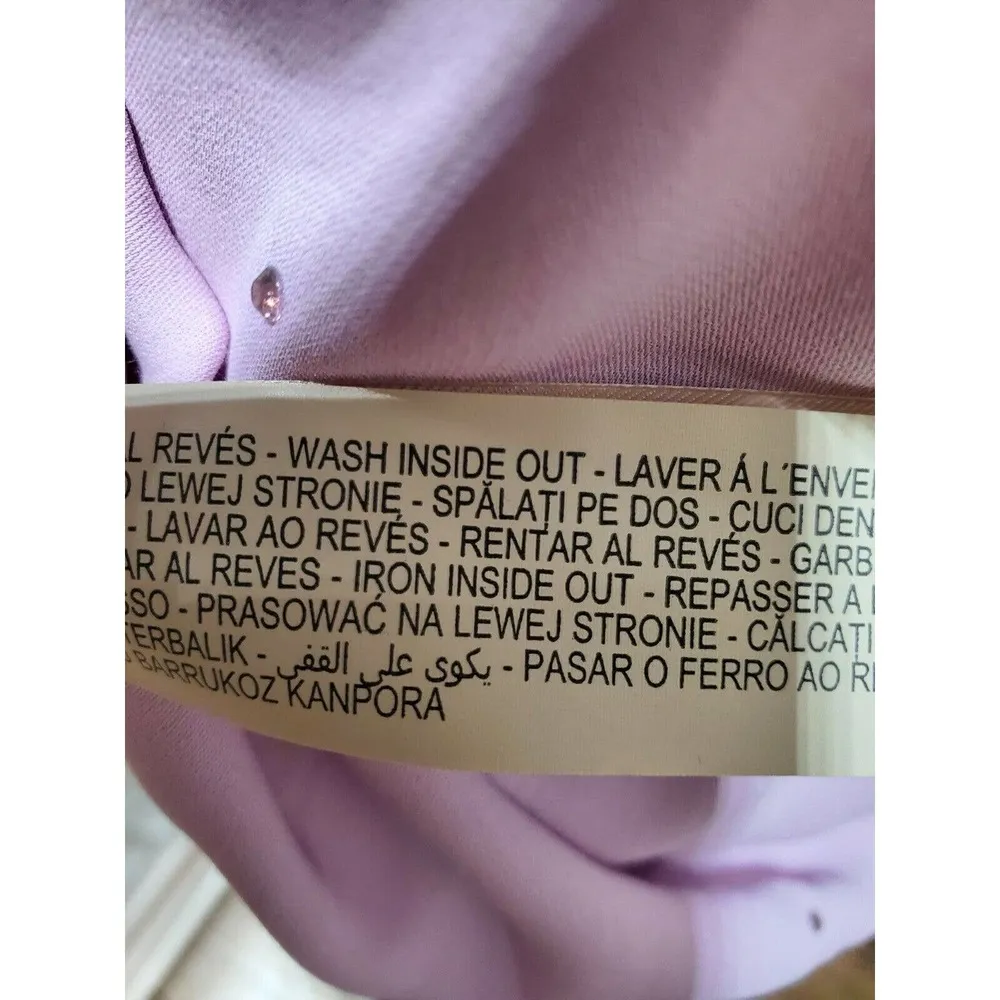 AL REVÉS - WASH INSIDE OUT - LAVER Á L´ENVE
LEWEJ STRONIE - SPĂLAȚI PE DOS - CUCI DEN
- LAVAR AO REVÉS - RENTAR AL REVÉS - GARB
AR AL REVES - IRON INSIDE OUT - REPASSER A
SSO - PRASOWAĆ NA LEWEJ STRONIE - CĂLCAȚI
TERBALIK - يكوى على القفى - PASAR O FERRO AO R
BARRUKOZ KANPORA